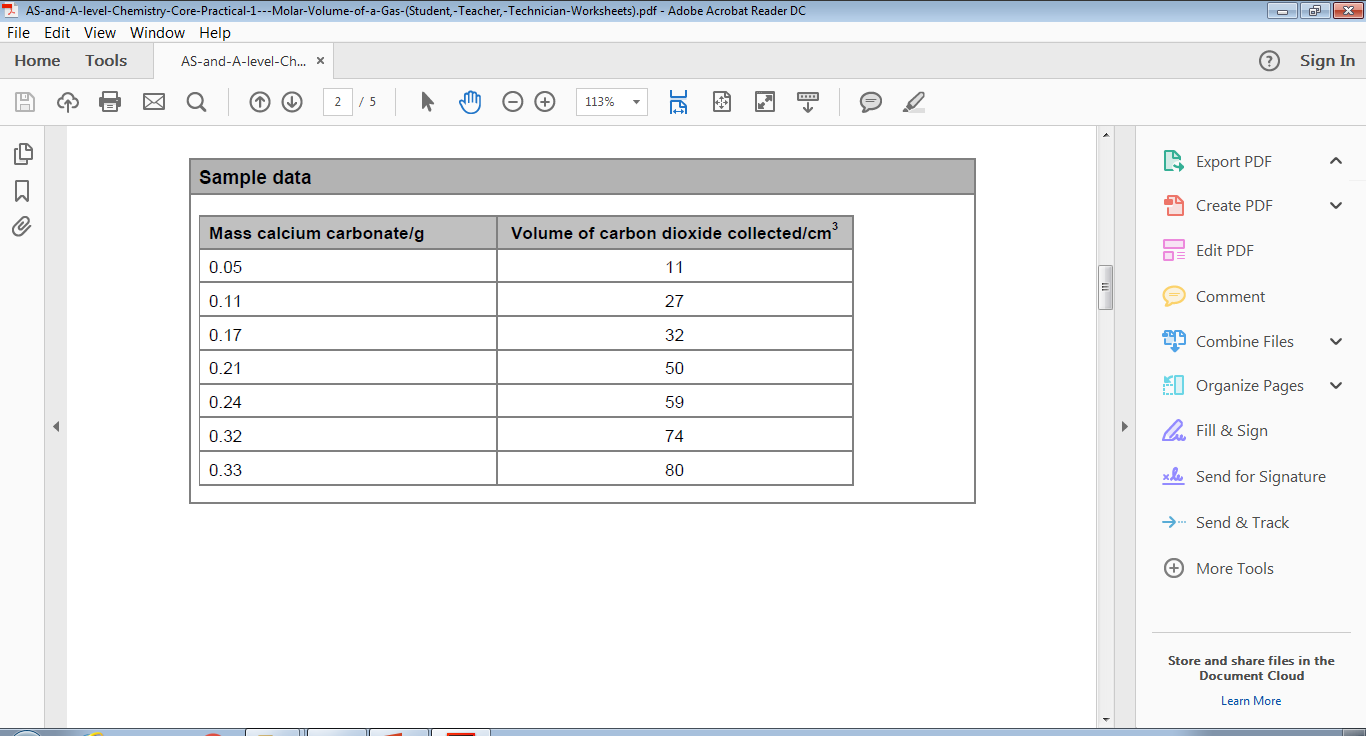 AS-and-A-level-Chemistry-Core-Practical-1---Molar-Volume-of-a-Gas-(Student,-Teacher,-Technician-Worksheets).pdf - Adobe Acrobat Reader DC
File Edit View Window Help
Home Tools AS-and-A-level-Ch... × ? Sign In
2 / 5 113%
Sample data
Mass calcium carbonate/g Volume of carbon dioxide collected/cm³
0.05 11
0.11 27
0.17 32
0.21 50
0.24 59
0.32 74
0.33 80
Export PDF
Create PDF
Edit PDF
Comment
Combine Files
Organize Pages
Fill & Sign
Send for Signature
Send & Track
More Tools
Store and share files in the
Document Cloud
Learn More